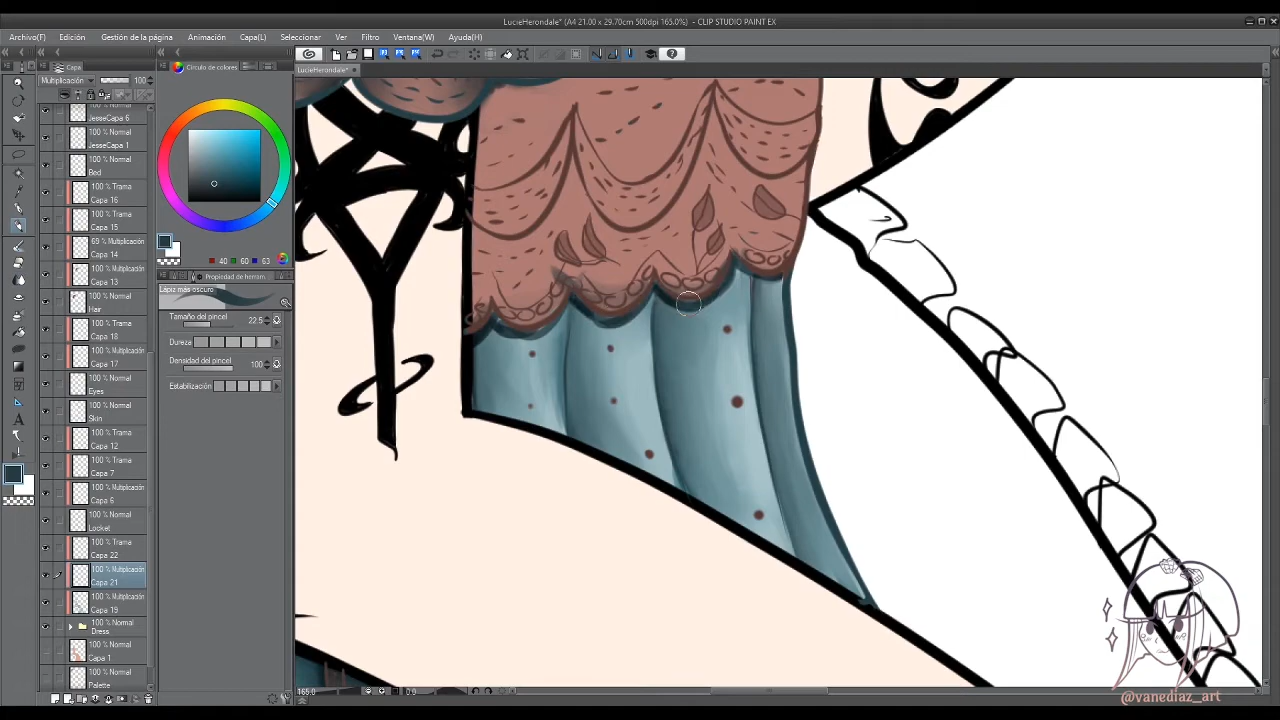 LucieHerondale* (A4 21.00 x 29.70cm 500dpi 165.0%) - CLIP STUDIO PAINT EX
Archivo(F) Edición Gestión de la página Animación Capa(L) Seleccionar Ver Filtro Ventana(W) Ayuda(H)
LucieHerondale*
Capa
Círculo de colores
Multiplicación 100
JesseCapa 6
100 % Normal
JesseCapa 1
100 % Normal
Bed
100 % Trama
Capa 16
100 % Trama
Capa 15
69 % Multiplicación
Capa 14
100 % Multiplicación
Capa 13
100 % Normal
Hair
100 % Trama
Capa 18
100 % Multiplicación
Capa 17
100 % Normal
Eyes
100 % Normal
Skin
100 % Trama
Capa 12
100 % Trama
Capa 7
100 % Multiplicación
Capa 6
100 % Normal
Locket
100 % Trama
Capa 22
100 % Multiplicación
Capa 21
100 % Multiplicación
Capa 19
100 % Normal
Dress
100 % Normal
Capa 1
100 % Normal
Palette
40 60 63
Propiedad de herram
Lápiz más oscuro
Tamaño del pincel 22.5
Dureza
Densidad del pincel 100
Estabilización
165.0 0.0
@vanediaz_art